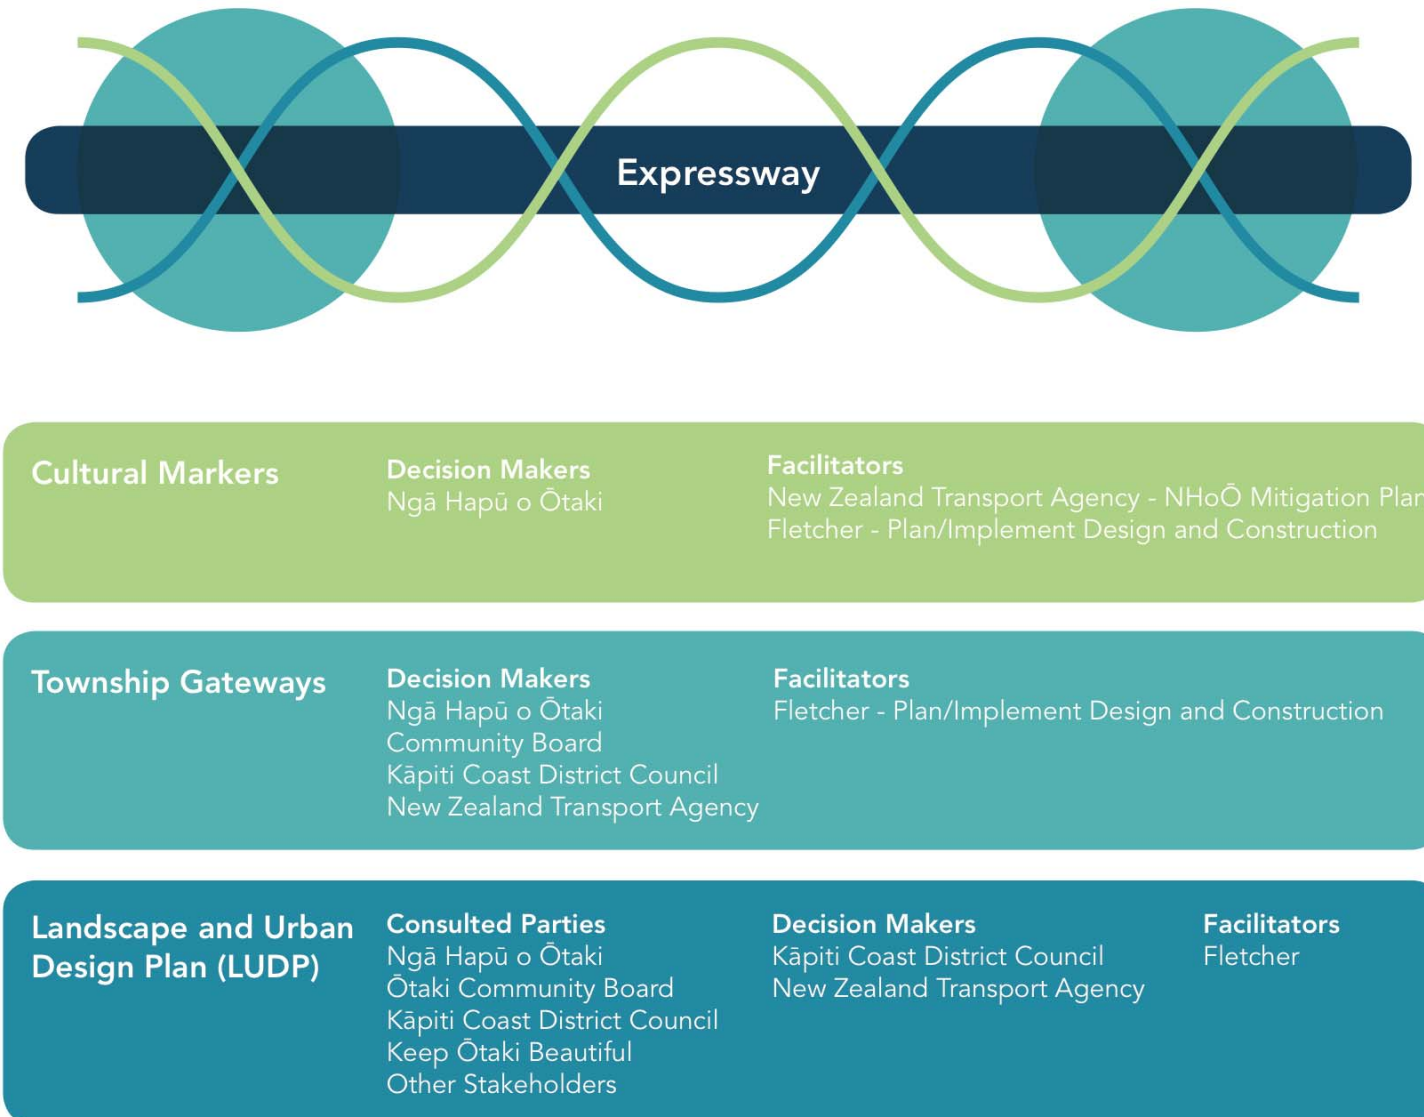 Expressway
Cultural Markers
Decision Makers
Ngā Hapū o Ōtaki
Facilitators
New Zealand Transport Agency - NHoŌ Mitigation Plan
Fletcher - Plan/Implement Design and Construction
Township Gateways
Decision Makers
Ngā Hapū o Ōtaki
Community Board
Kāpiti Coast District Council
New Zealand Transport Agency
Facilitators
Fletcher - Plan/Implement Design and Construction
Landscape and Urban
Design Plan (LUDP)
Consulted Parties
Ngā Hapū o Ōtaki
Ōtaki Community Board
Kāpiti Coast District Council
Keep Ōtaki Beautiful
Other Stakeholders
Decision Makers
Kāpiti Coast District Council
New Zealand Transport Agency
Facilitators
Fletcher